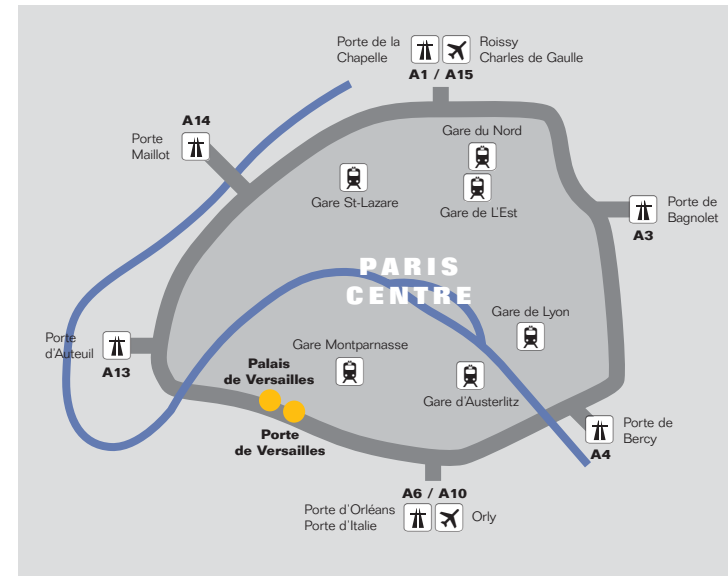 Porte de la
Chapelle
Roissy
Charles de Gaulle
A1 / A15
A14
Porte
Maillot
Gare du Nord
Gare St-Lazare
Gare de L'Est
Porte de
Bagnolet
A3
PARIS
CENTRE
Gare de Lyon
Porte
d'Auteuil
A13
Gare Montparnasse
Palais
de Versailles
Gare d'Austerlitz
Porte
de Versailles
Porte de
Bercy
A4
A6 / A10
Porte d'Orléans
Porte d'Italie
Orly